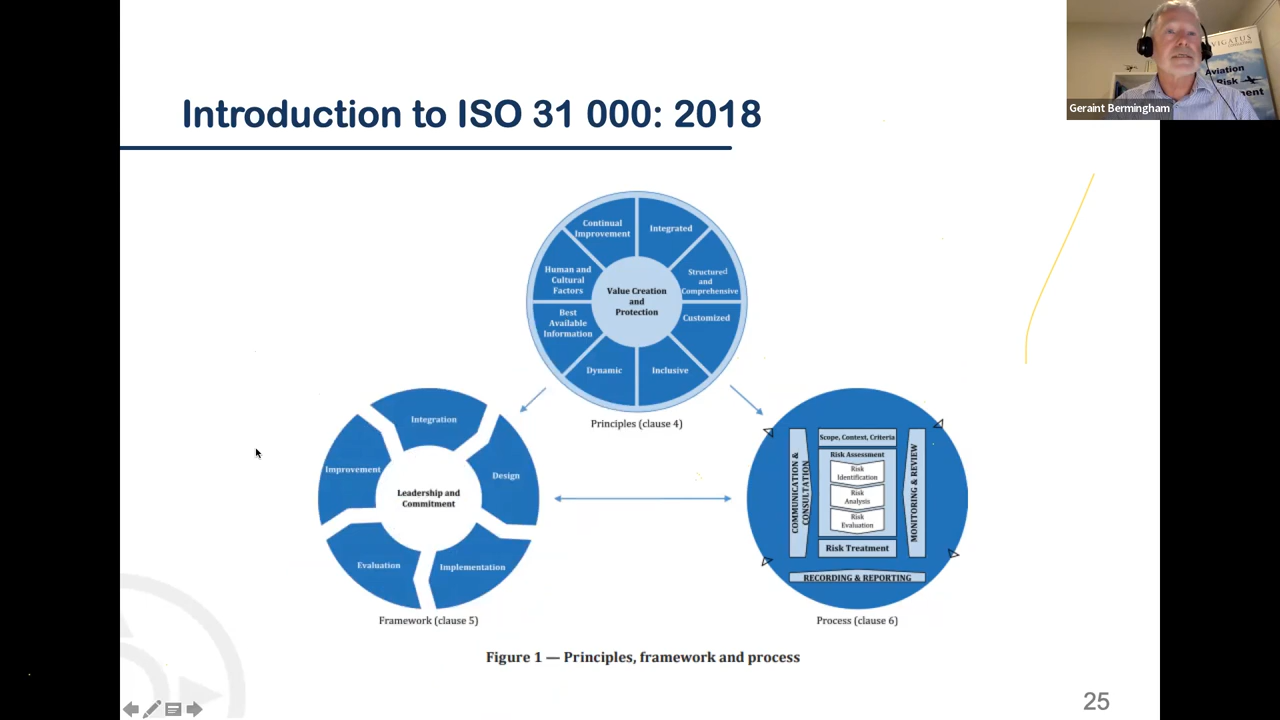 VIGATUS
Aviation
Risk
ment
Geraint Bermingham
Introduction to ISO 31 000: 2018
Continual
Improvement
Integrated
Human and
Cultural
Factors
Structured
and
Comprehensive
Value Creation
and
Protection
Best
Available
Information
Customized
Dynamic
Inclusive
Principles (clause 4)
Integration
Improvement
Design
Leadership and
Commitment
Evaluation
Implementation
Framework (clause 5)
COMMUNICATION &
CONSULTATION
Scope, Context, Criteria
Risk Assessment
Risk
Identification
Risk
Analysis
Risk
Evaluation
Risk Treatment
MONITORING & REVIEW
RECORDING & REPORTING
Process (clause 6)
Figure 1 — Principles, framework and process
25